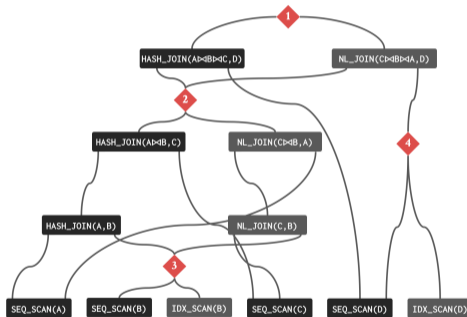 1
HASH_JOIN(A⋈B⋈C,D)
NL_JOIN(C⋈B⋈A,D)
2
HASH_JOIN(A⋈B,C)
NL_JOIN(C⋈B,A)
4
HASH_JOIN(A,B)
NL_JOIN(C,B)
3
SEQ_SCAN(A)
SEQ_SCAN(B)
IDX_SCAN(B)
SEQ_SCAN(C)
SEQ_SCAN(D)
IDX_SCAN(D)